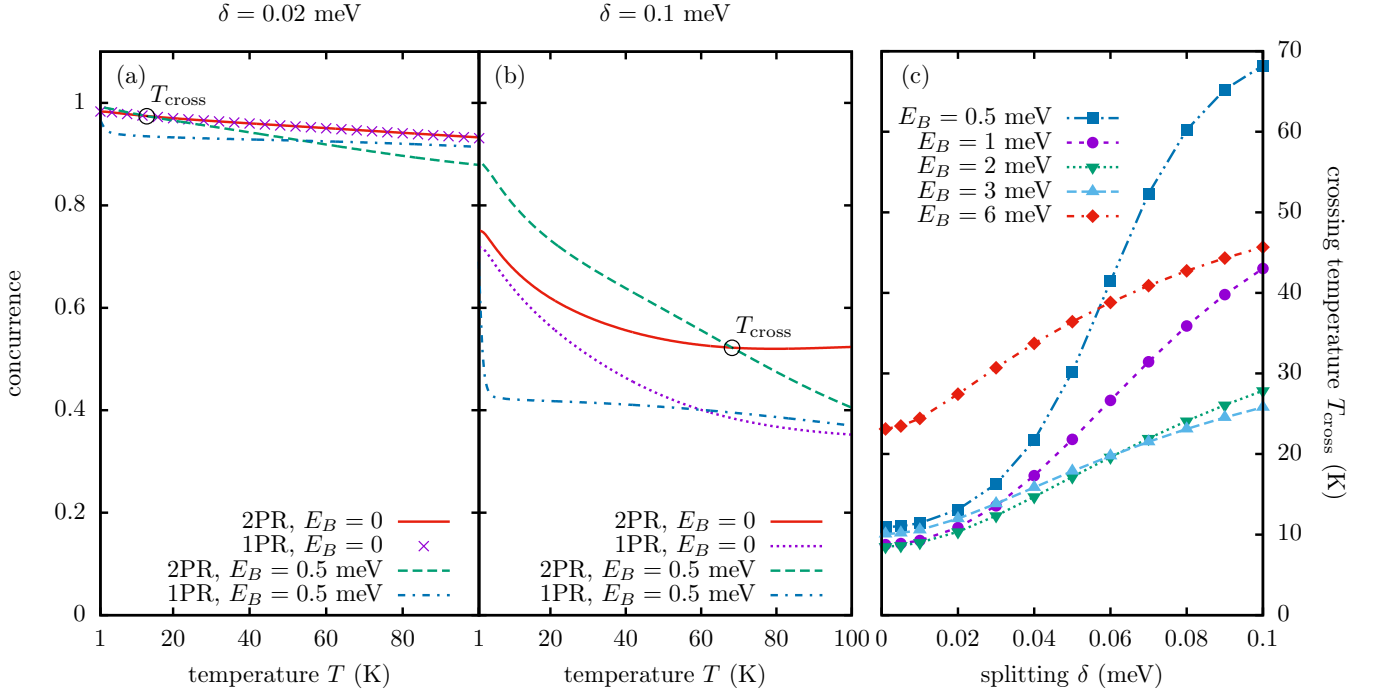 δ = 0.02 meV
δ = 0.1 meV
(a)
T_cross
1
0.8
0.6
0.4
0.2
0
concurrence
2PR, E_B = 0
1PR, E_B = 0
2PR, E_B = 0.5 meV
1PR, E_B = 0.5 meV
1 20 40 60 80
temperature T (K)
(b)
T_cross
2PR, E_B = 0
1PR, E_B = 0
2PR, E_B = 0.5 meV
1PR, E_B = 0.5 meV
1 20 40 60 80 100
temperature T (K)
(c)
E_B = 0.5 meV
E_B = 1 meV
E_B = 2 meV
E_B = 3 meV
E_B = 6 meV
70
60
50
40
30
20
10
0
crossing temperature T_cross (K)
0 0.02 0.04 0.06 0.08 0.1
splitting δ (meV)